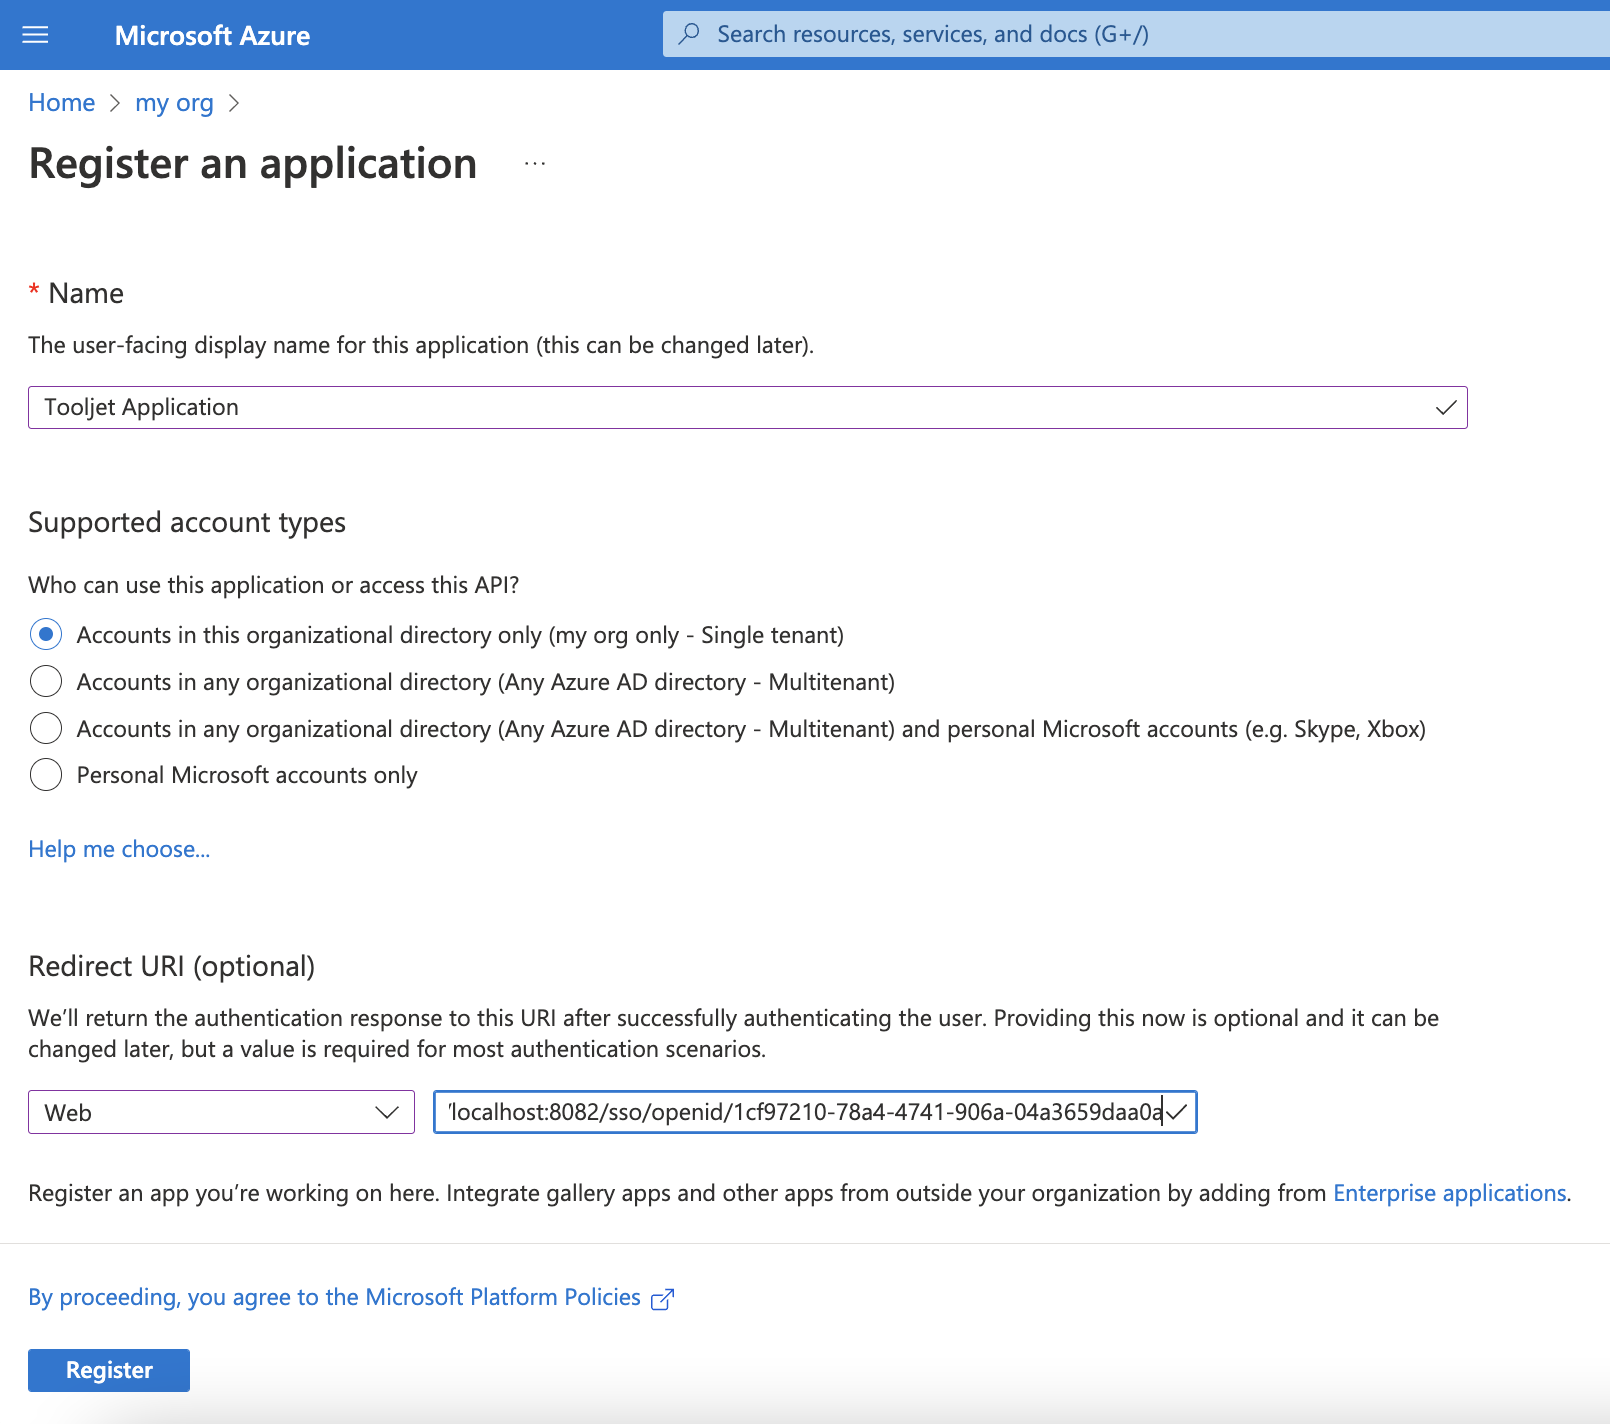 Microsoft Azure
Search resources, services, and docs (G+/)
Home > my org >
Register an application ...
* Name
The user-facing display name for this application (this can be changed later).
Tooljet Application
Supported account types
Who can use this application or access this API?
Accounts in this organizational directory only (my org only - Single tenant)
Accounts in any organizational directory (Any Azure AD directory - Multitenant)
Accounts in any organizational directory (Any Azure AD directory - Multitenant) and personal Microsoft accounts (e.g. Skype, Xbox)
Personal Microsoft accounts only
Help me choose...
Redirect URI (optional)
We’ll return the authentication response to this URI after successfully authenticating the user. Providing this now is optional and it can be
changed later, but a value is required for most authentication scenarios.
Web
/localhost:8082/sso/openid/1cf97210-78a4-4741-906a-04a3659daa0a
Register an app you’re working on here. Integrate gallery apps and other apps from outside your organization by adding from Enterprise applications.
By proceeding, you agree to the Microsoft Platform Policies
Register